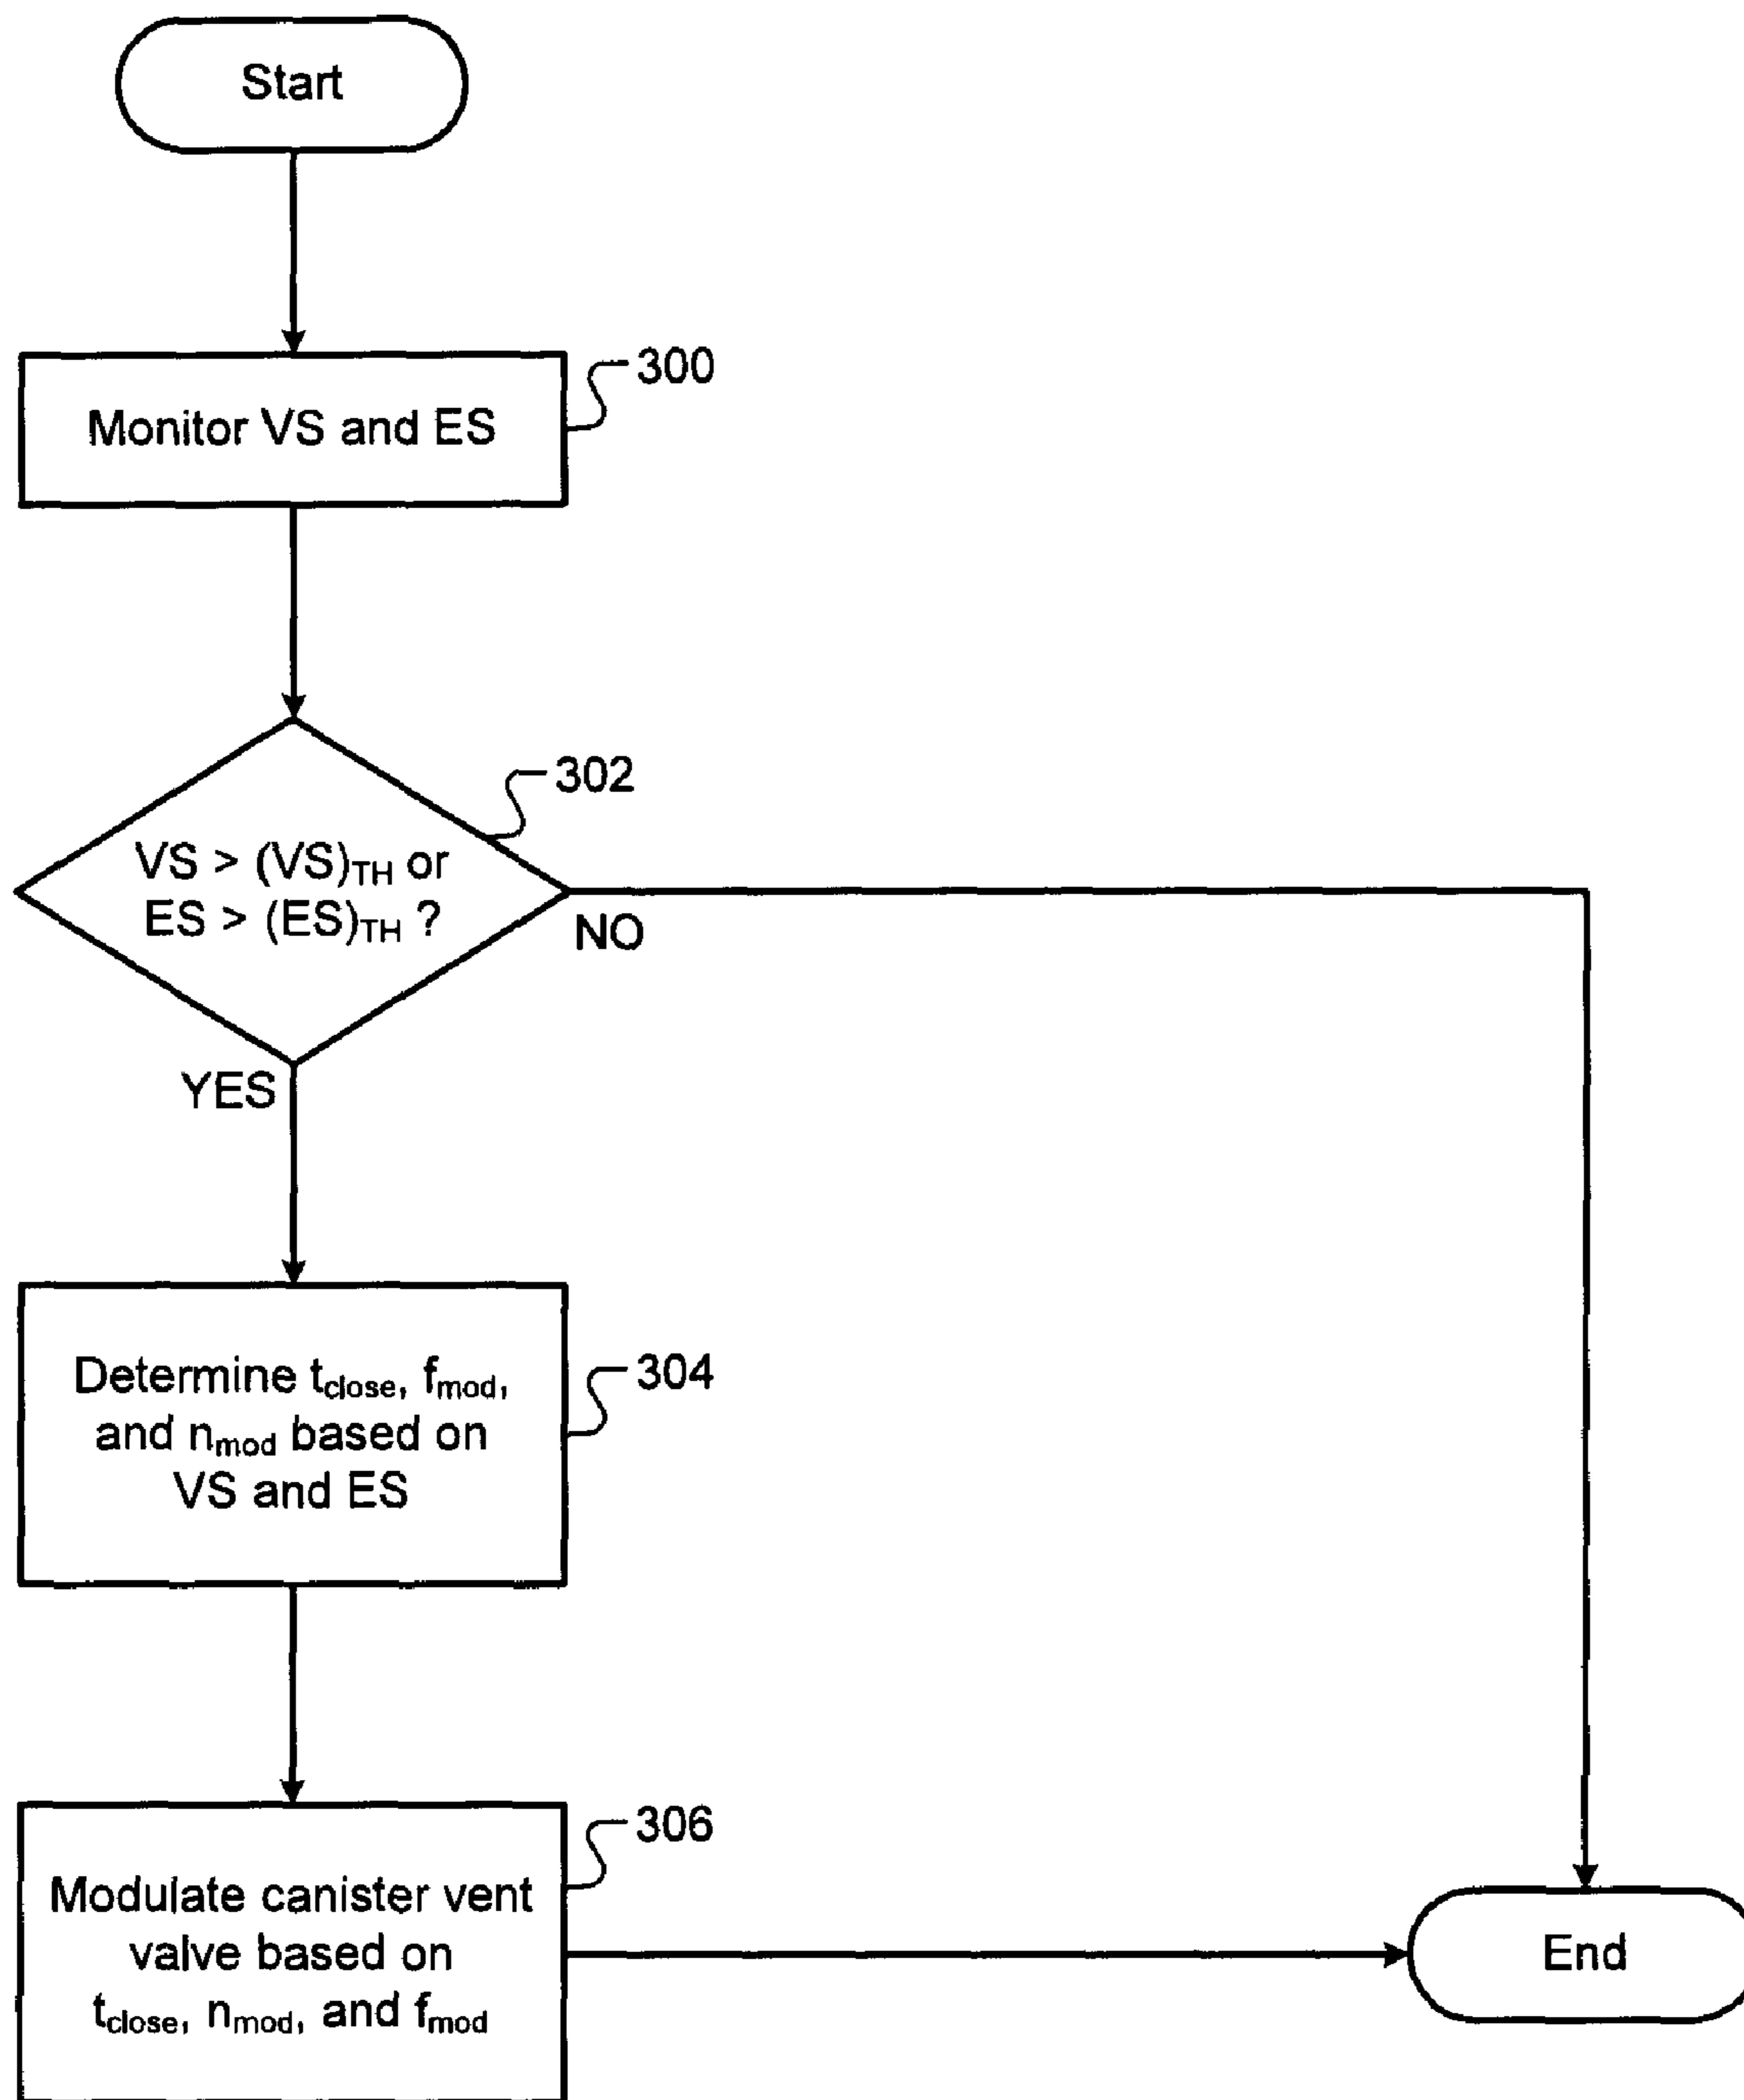 Start
300
Monitor VS and ES
302
VS > (VS)TH or
ES > (ES)TH ?
NO
YES
304
Determine tclose, fmod,
and nmod based on
VS and ES
306
Modulate canister vent
valve based on
tclose, nmod, and fmod
End